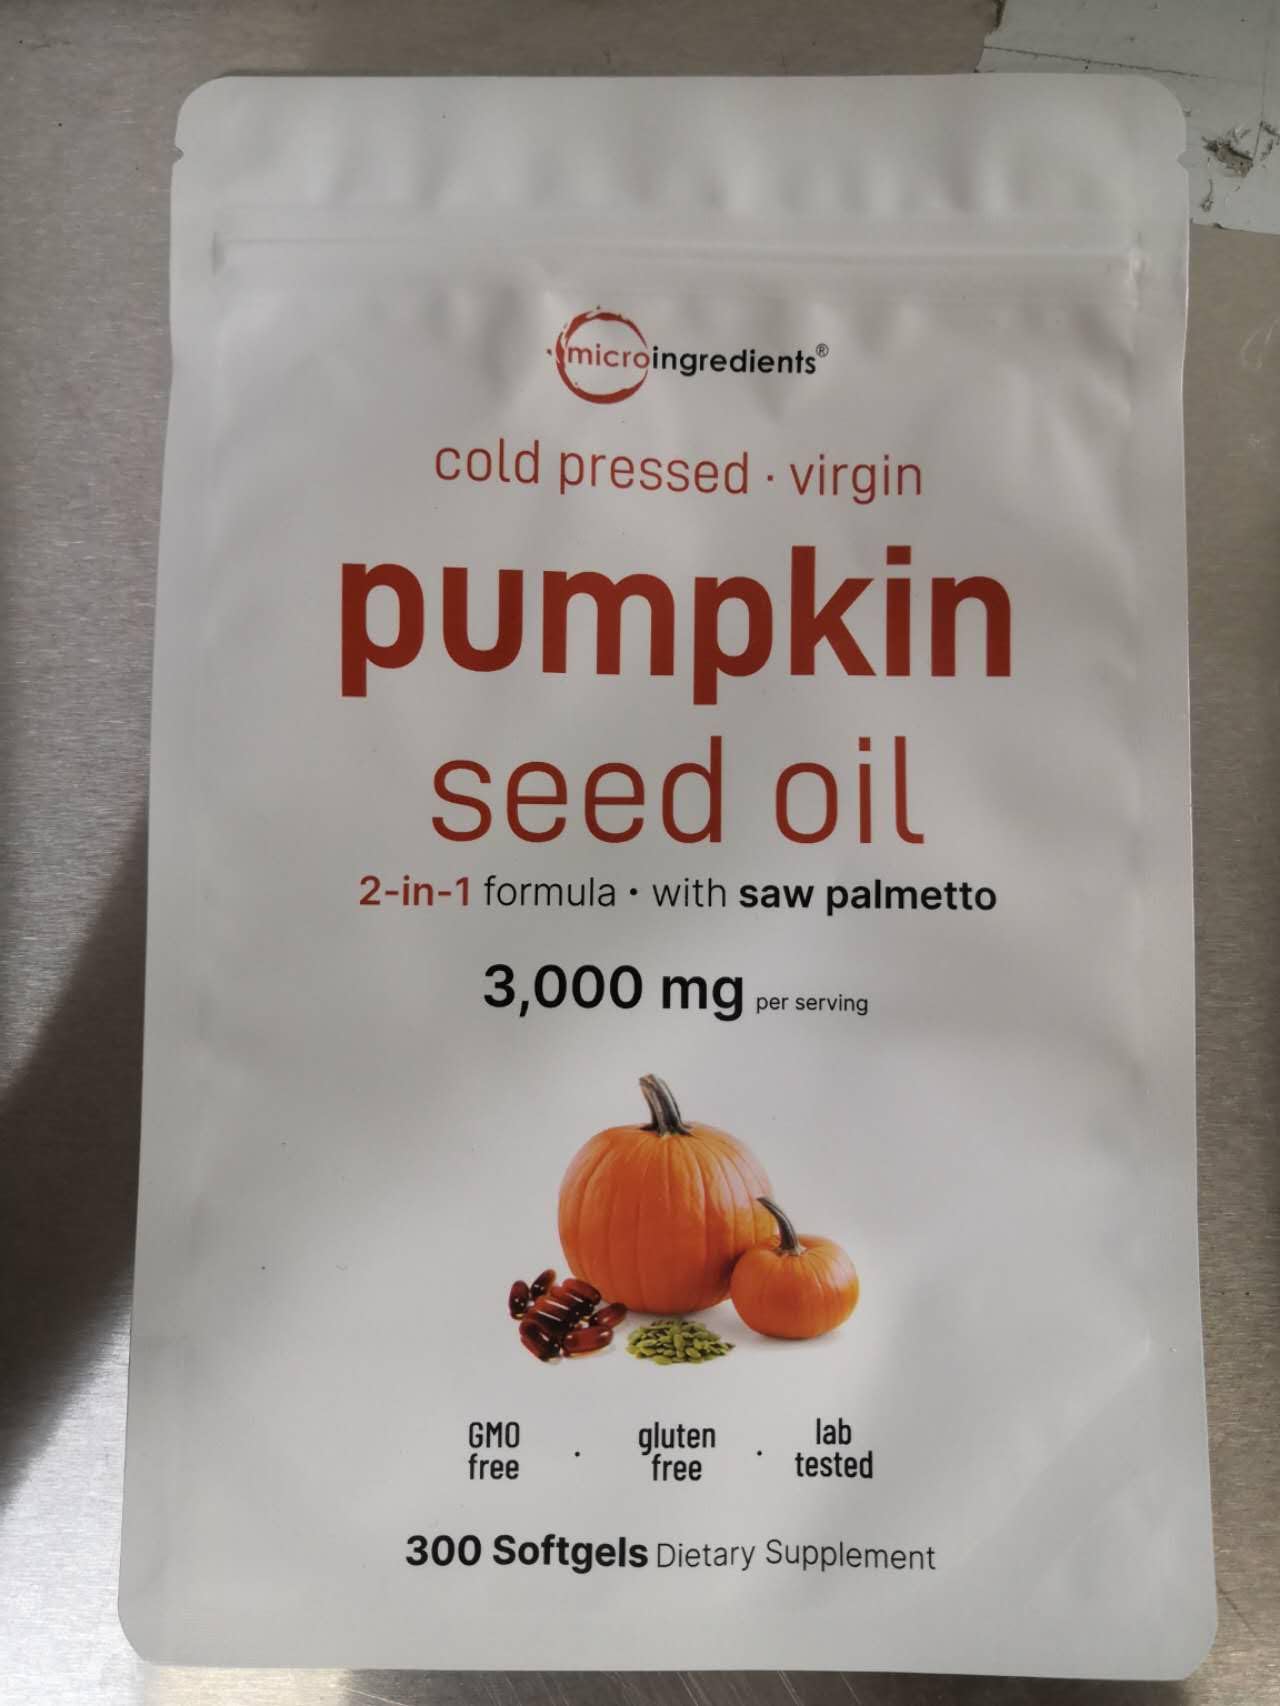 microingredients®
cold pressed · virgin
pumpkin
seed oil
2-in-1 formula • with saw palmetto
3,000 mg per serving
GMO free · gluten free · lab tested
300 Softgels Dietary Supplement